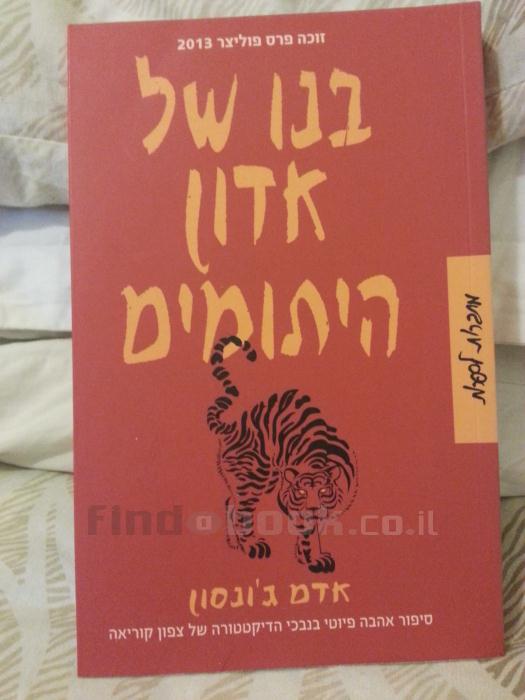 זוכה פרס פוליצר 2013
בנו של
אדון
היתומים
מחברות לספרות
findabook.co.il
אדם ג'ונסון
סיפור אהבה פיוטי בנבכי הדיקטטורה של צפון קוריאה